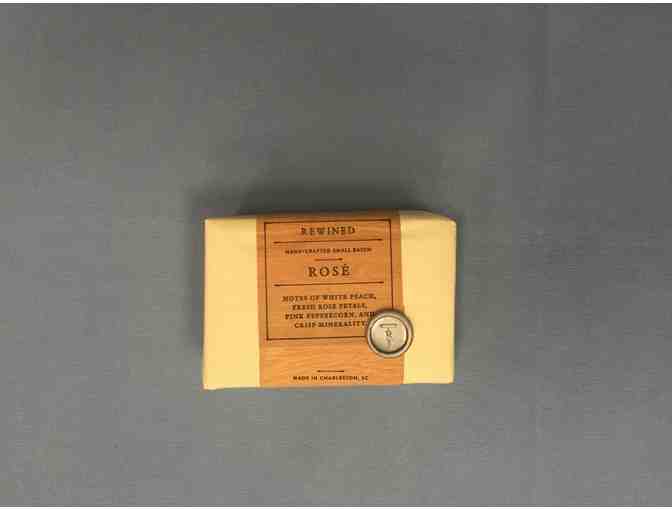 REWINED
HAND-CRAFTED SMALL BATCH
ROSÉ
NOTES OF WHITE PEACH,
FRESH ROSE PETALS,
PINK PEPPERCORN, AND
CRISP MINERALITY
MADE IN CHARLESTON, SC